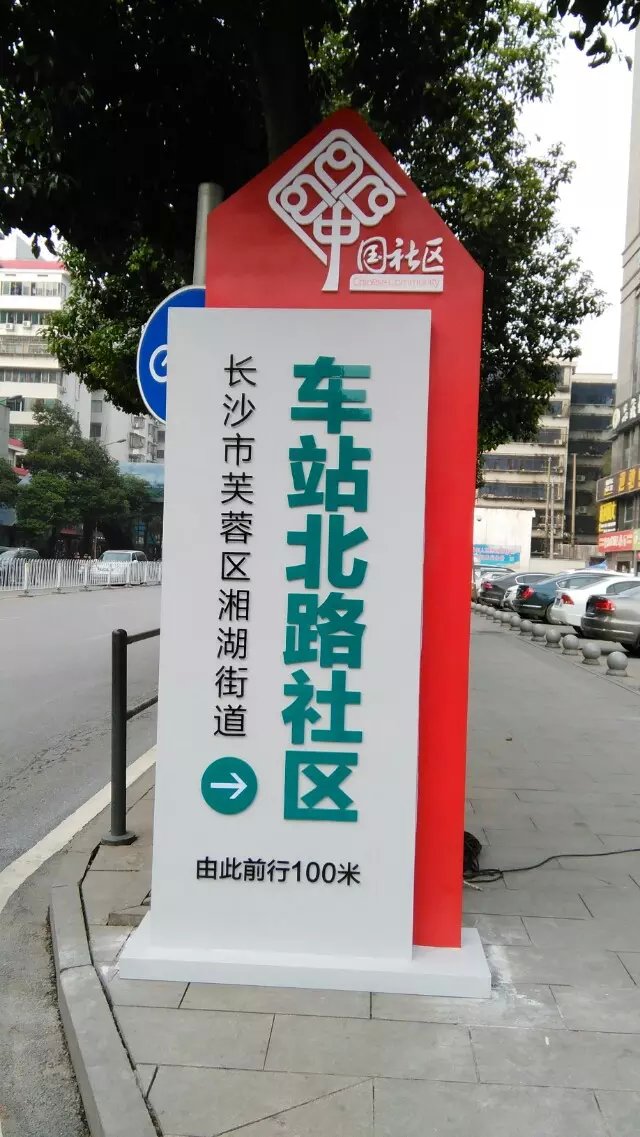 中国社区
Chinese Community
车站北路社区
长沙市芙蓉区湘湖街道
由此前行100米